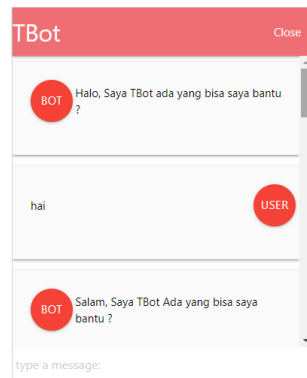 TBot
Close
BOT
Halo, Saya TBot ada yang bisa saya bantu
?
hai
USER
BOT
Salam, Saya TBot Ada yang bisa saya
bantu ?
type a message: